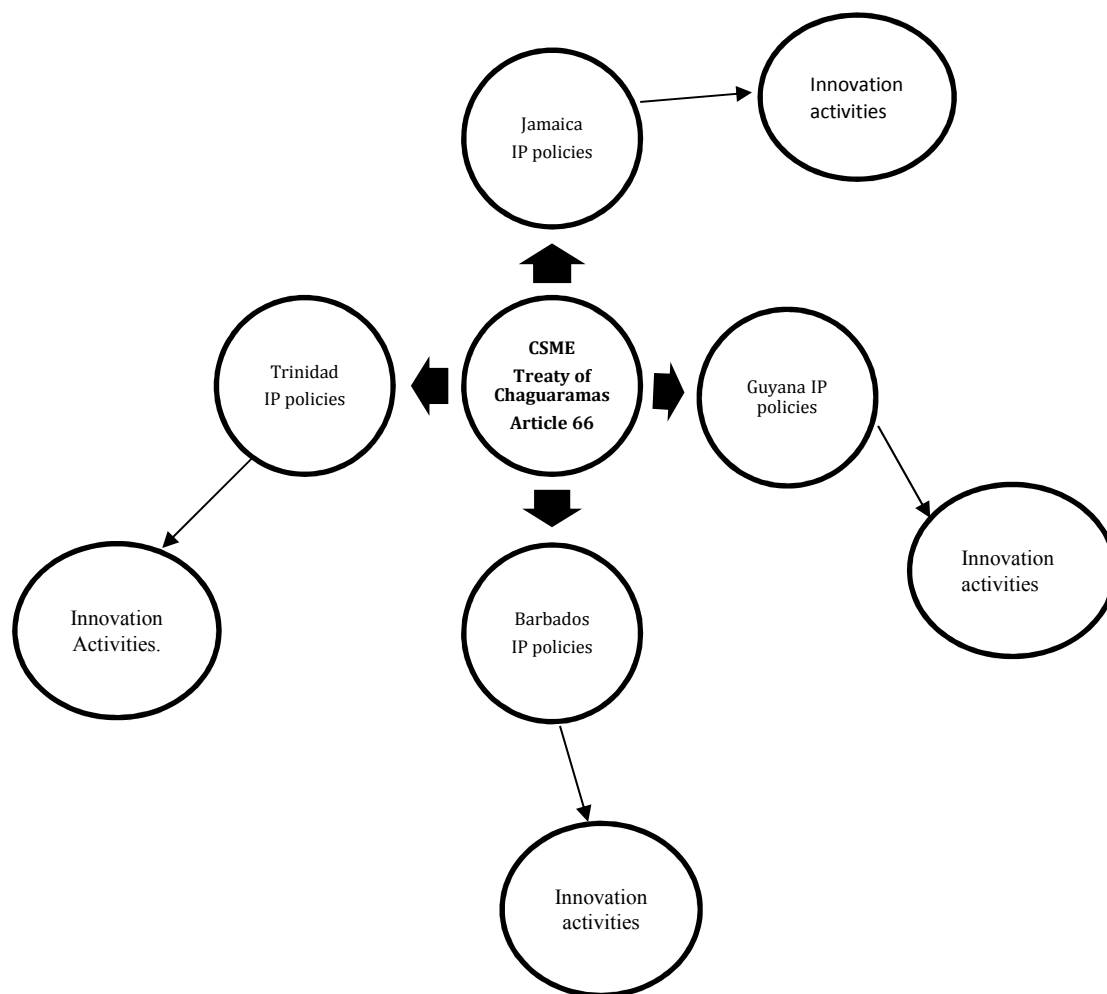 Innovation
activities
Jamaica
IP policies
CSME
Treaty of
Chaguaramas
Article 66
Trinidad
IP policies
Guyana IP
policies
Innovation
activities
Innovation
Activities.
Barbados
IP policies
Innovation
activities